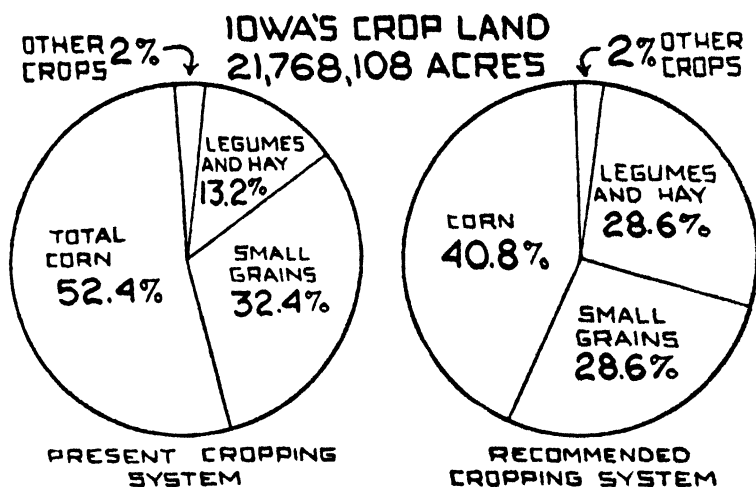 IOWA'S CROP LAND
21,768,108 ACRES
OTHER
CROPS 2%
LEGUMES
AND HAY
13.2%
TOTAL
CORN
52.4%
SMALL
GRAINS
32.4%
PRESENT CROPPING
SYSTEM
2% OTHER
CROPS
LEGUMES
AND HAY
28.6%
CORN
40.8%
SMALL
GRAINS
28.6%
RECOMMENDED
CROPPING SYSTEM